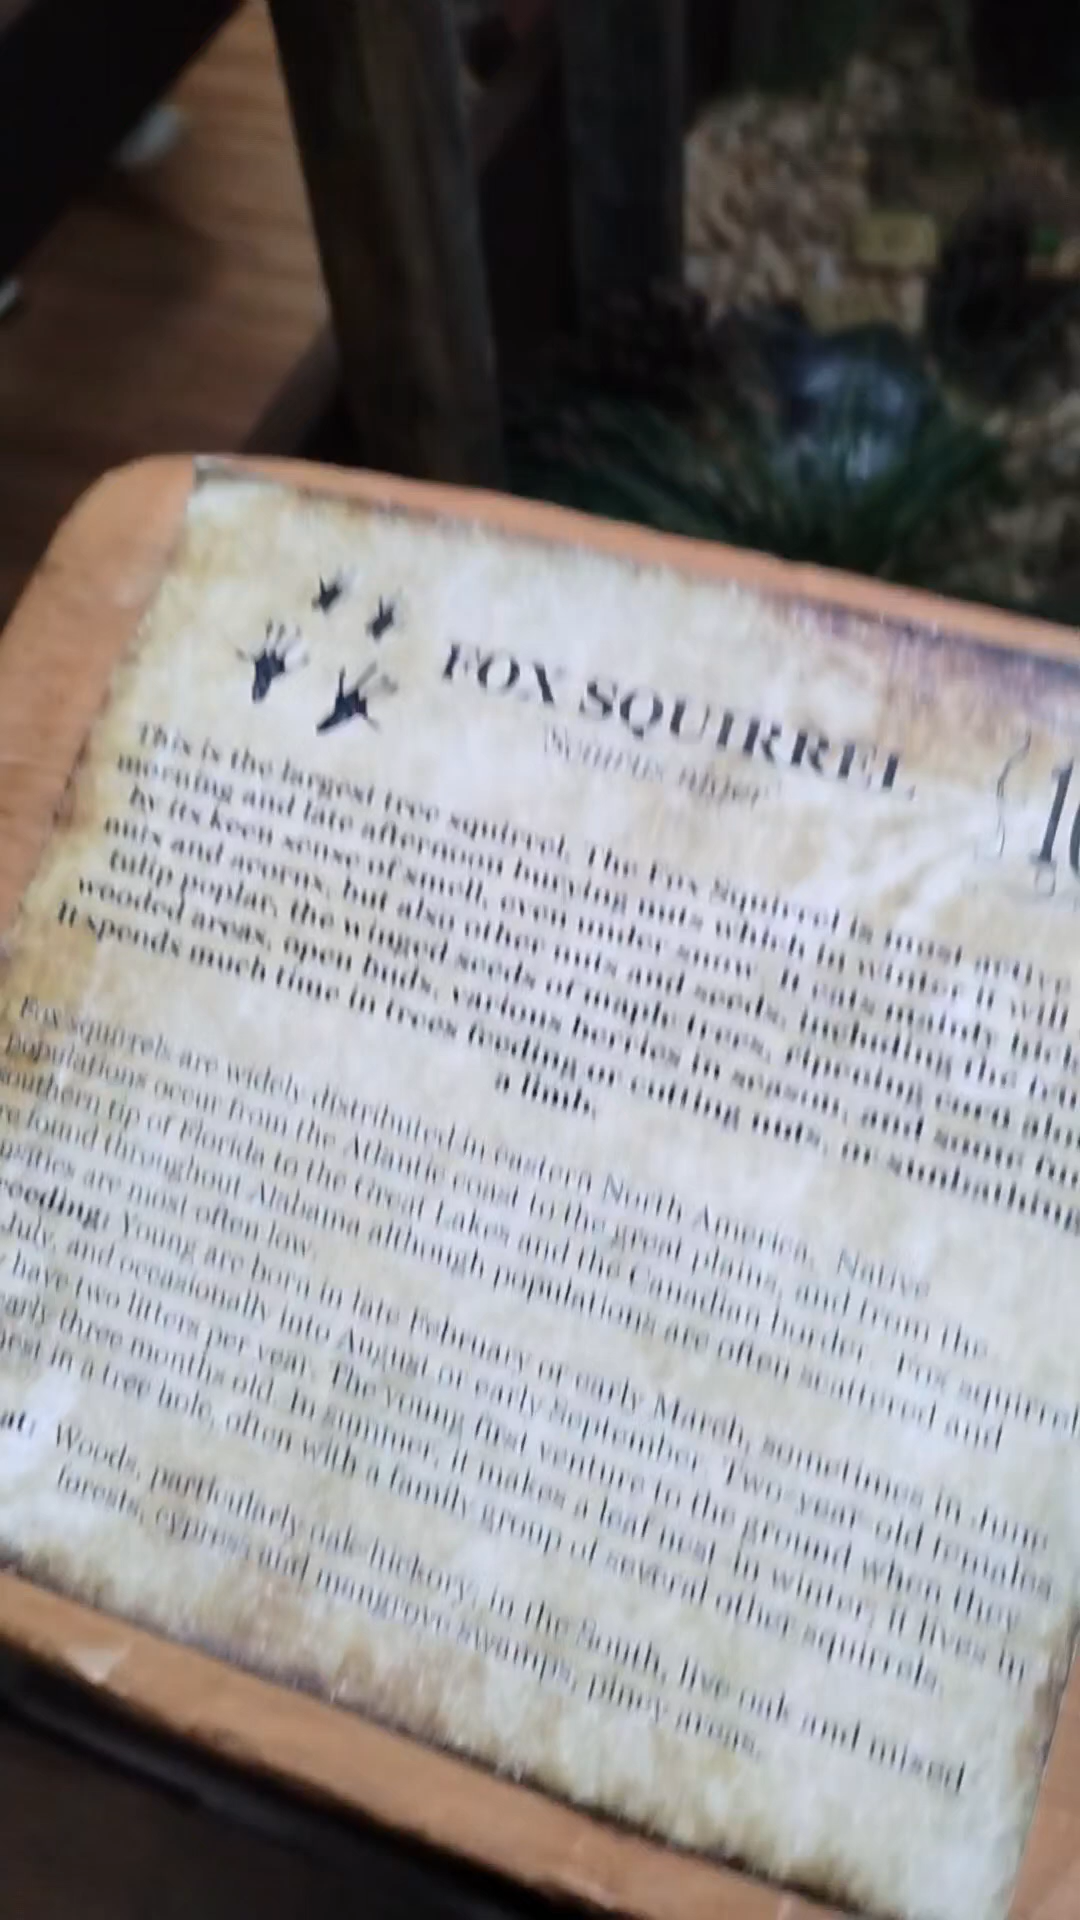 FOX SQUIRREL
{ 10
This is the largest tree squirrel. The Fox Squirrel is most active
morning and late afternoon burying nuts which in winter it will
by its keen sense of smell, even under snow. It eats mainly
nuts and acorns, but also other nuts and seeds, including the
tulip poplar, the winged seeds of maple trees, ripening corn
wooded areas, open buds, various berries in season, and some
It spends much time in trees feeding or cutting nuts, or sunbathing
a limb.
Fox squirrels are widely distributed in eastern North America. Native
populations occur from the Atlantic coast to the great plains, and from the
southern tip of Florida to the Great Lakes and the Canadian border. Fox squirrel
found throughout Alabama although populations are often scattered and
are most often low.
Young are born in late February or early March, sometimes in June
July, and occasionally into August or early September. Two-year-old females
have two litters per year. The young first venture to the ground when they
three months old. In summer, it makes a leaf nest. In winter, it lives in
in a tree hole, often with a family group of several other squirrels.
Woods, particularly oak-hickory; in the South, live oak and mixed
forests, cypress and mangrove swamps, piney areas.